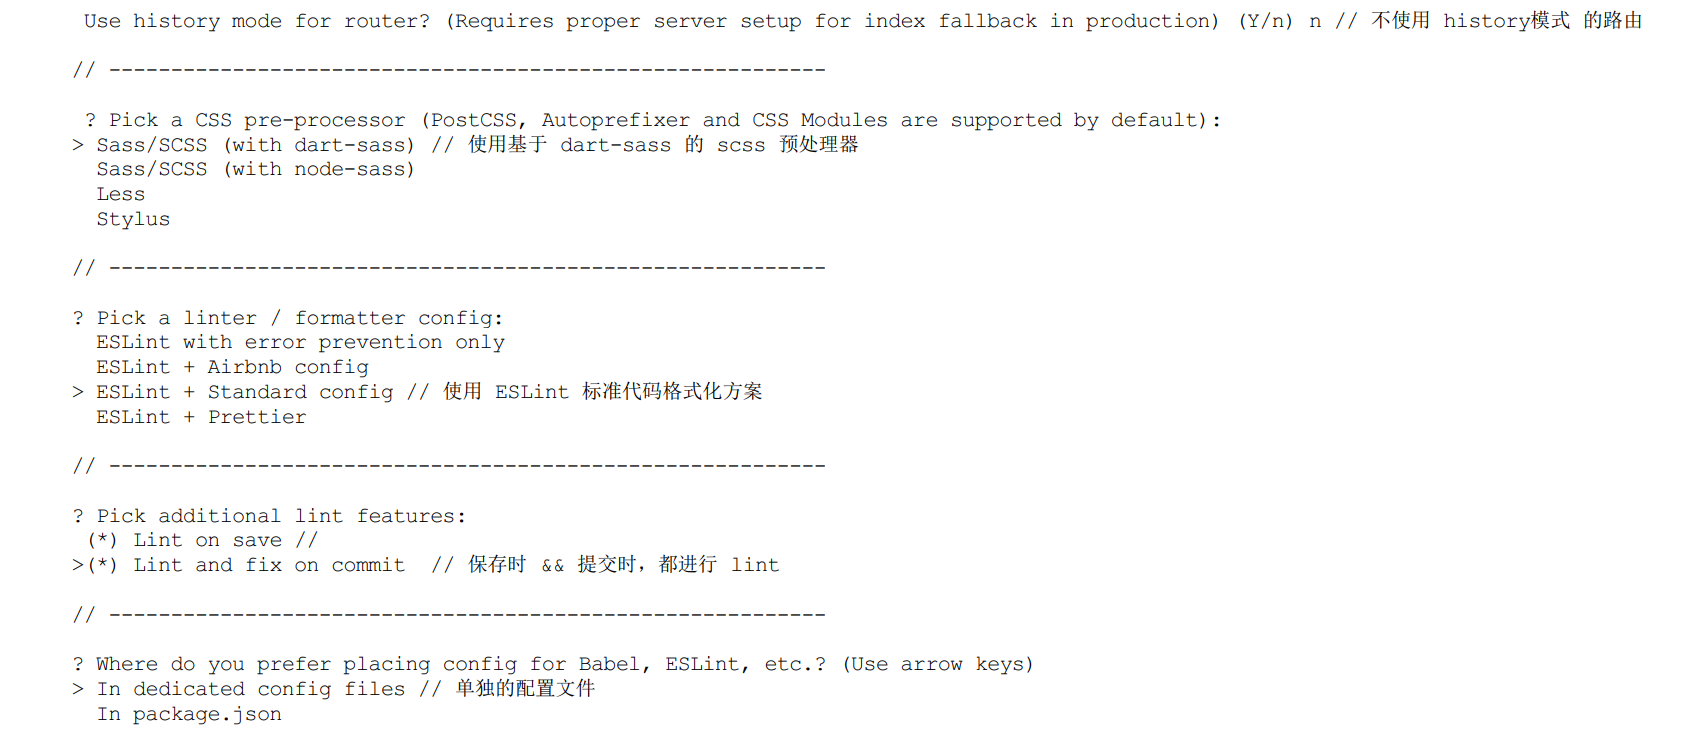 Use history mode for router? (Requires proper server setup for index fallback in production) (Y/n) n // 不使用 history模式 的路由
// ----------------------------------------------------------
? Pick a CSS pre-processor (PostCSS, Autoprefixer and CSS Modules are supported by default):
> Sass/SCSS (with dart-sass) // 使用基于 dart-sass 的 scss 预处理器
Sass/SCSS (with node-sass)
Less
Stylus
// ----------------------------------------------------------
? Pick a linter / formatter config:
ESLint with error prevention only
ESLint + Airbnb config
> ESLint + Standard config // 使用 ESLint 标准代码格式化方案
ESLint + Prettier
// ----------------------------------------------------------
? Pick additional lint features:
(*) Lint on save //
>(*) Lint and fix on commit  // 保存时 && 提交时，都进行 lint
// ----------------------------------------------------------
? Where do you prefer placing config for Babel, ESLint, etc.? (Use arrow keys)
> In dedicated config files // 单独的配置文件
In package.json